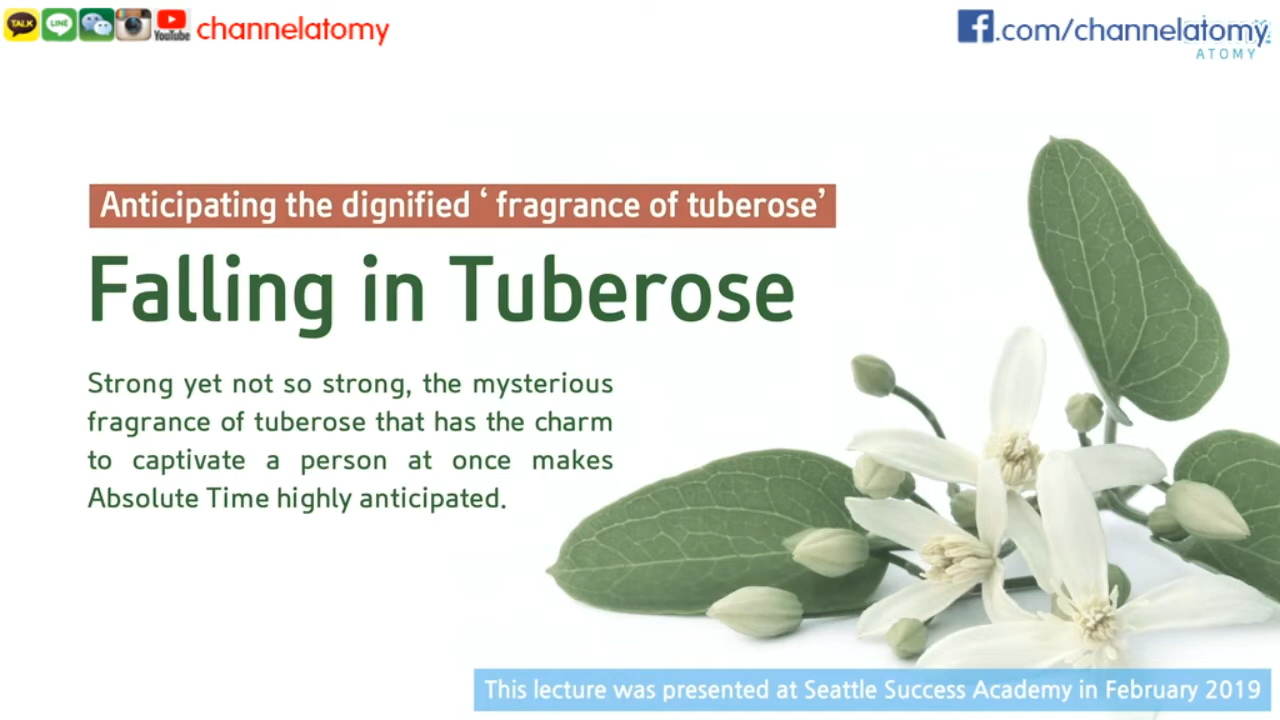 TALK LINE YouTube channelatomy
f.com/channelatomy
ATOMY
Anticipating the dignified ‘ fragrance of tuberose’
Falling in Tuberose
Strong yet not so strong, the mysterious
fragrance of tuberose that has the charm
to captivate a person at once makes
Absolute Time highly anticipated.
This lecture was presented at Seattle Success Academy in February 2019